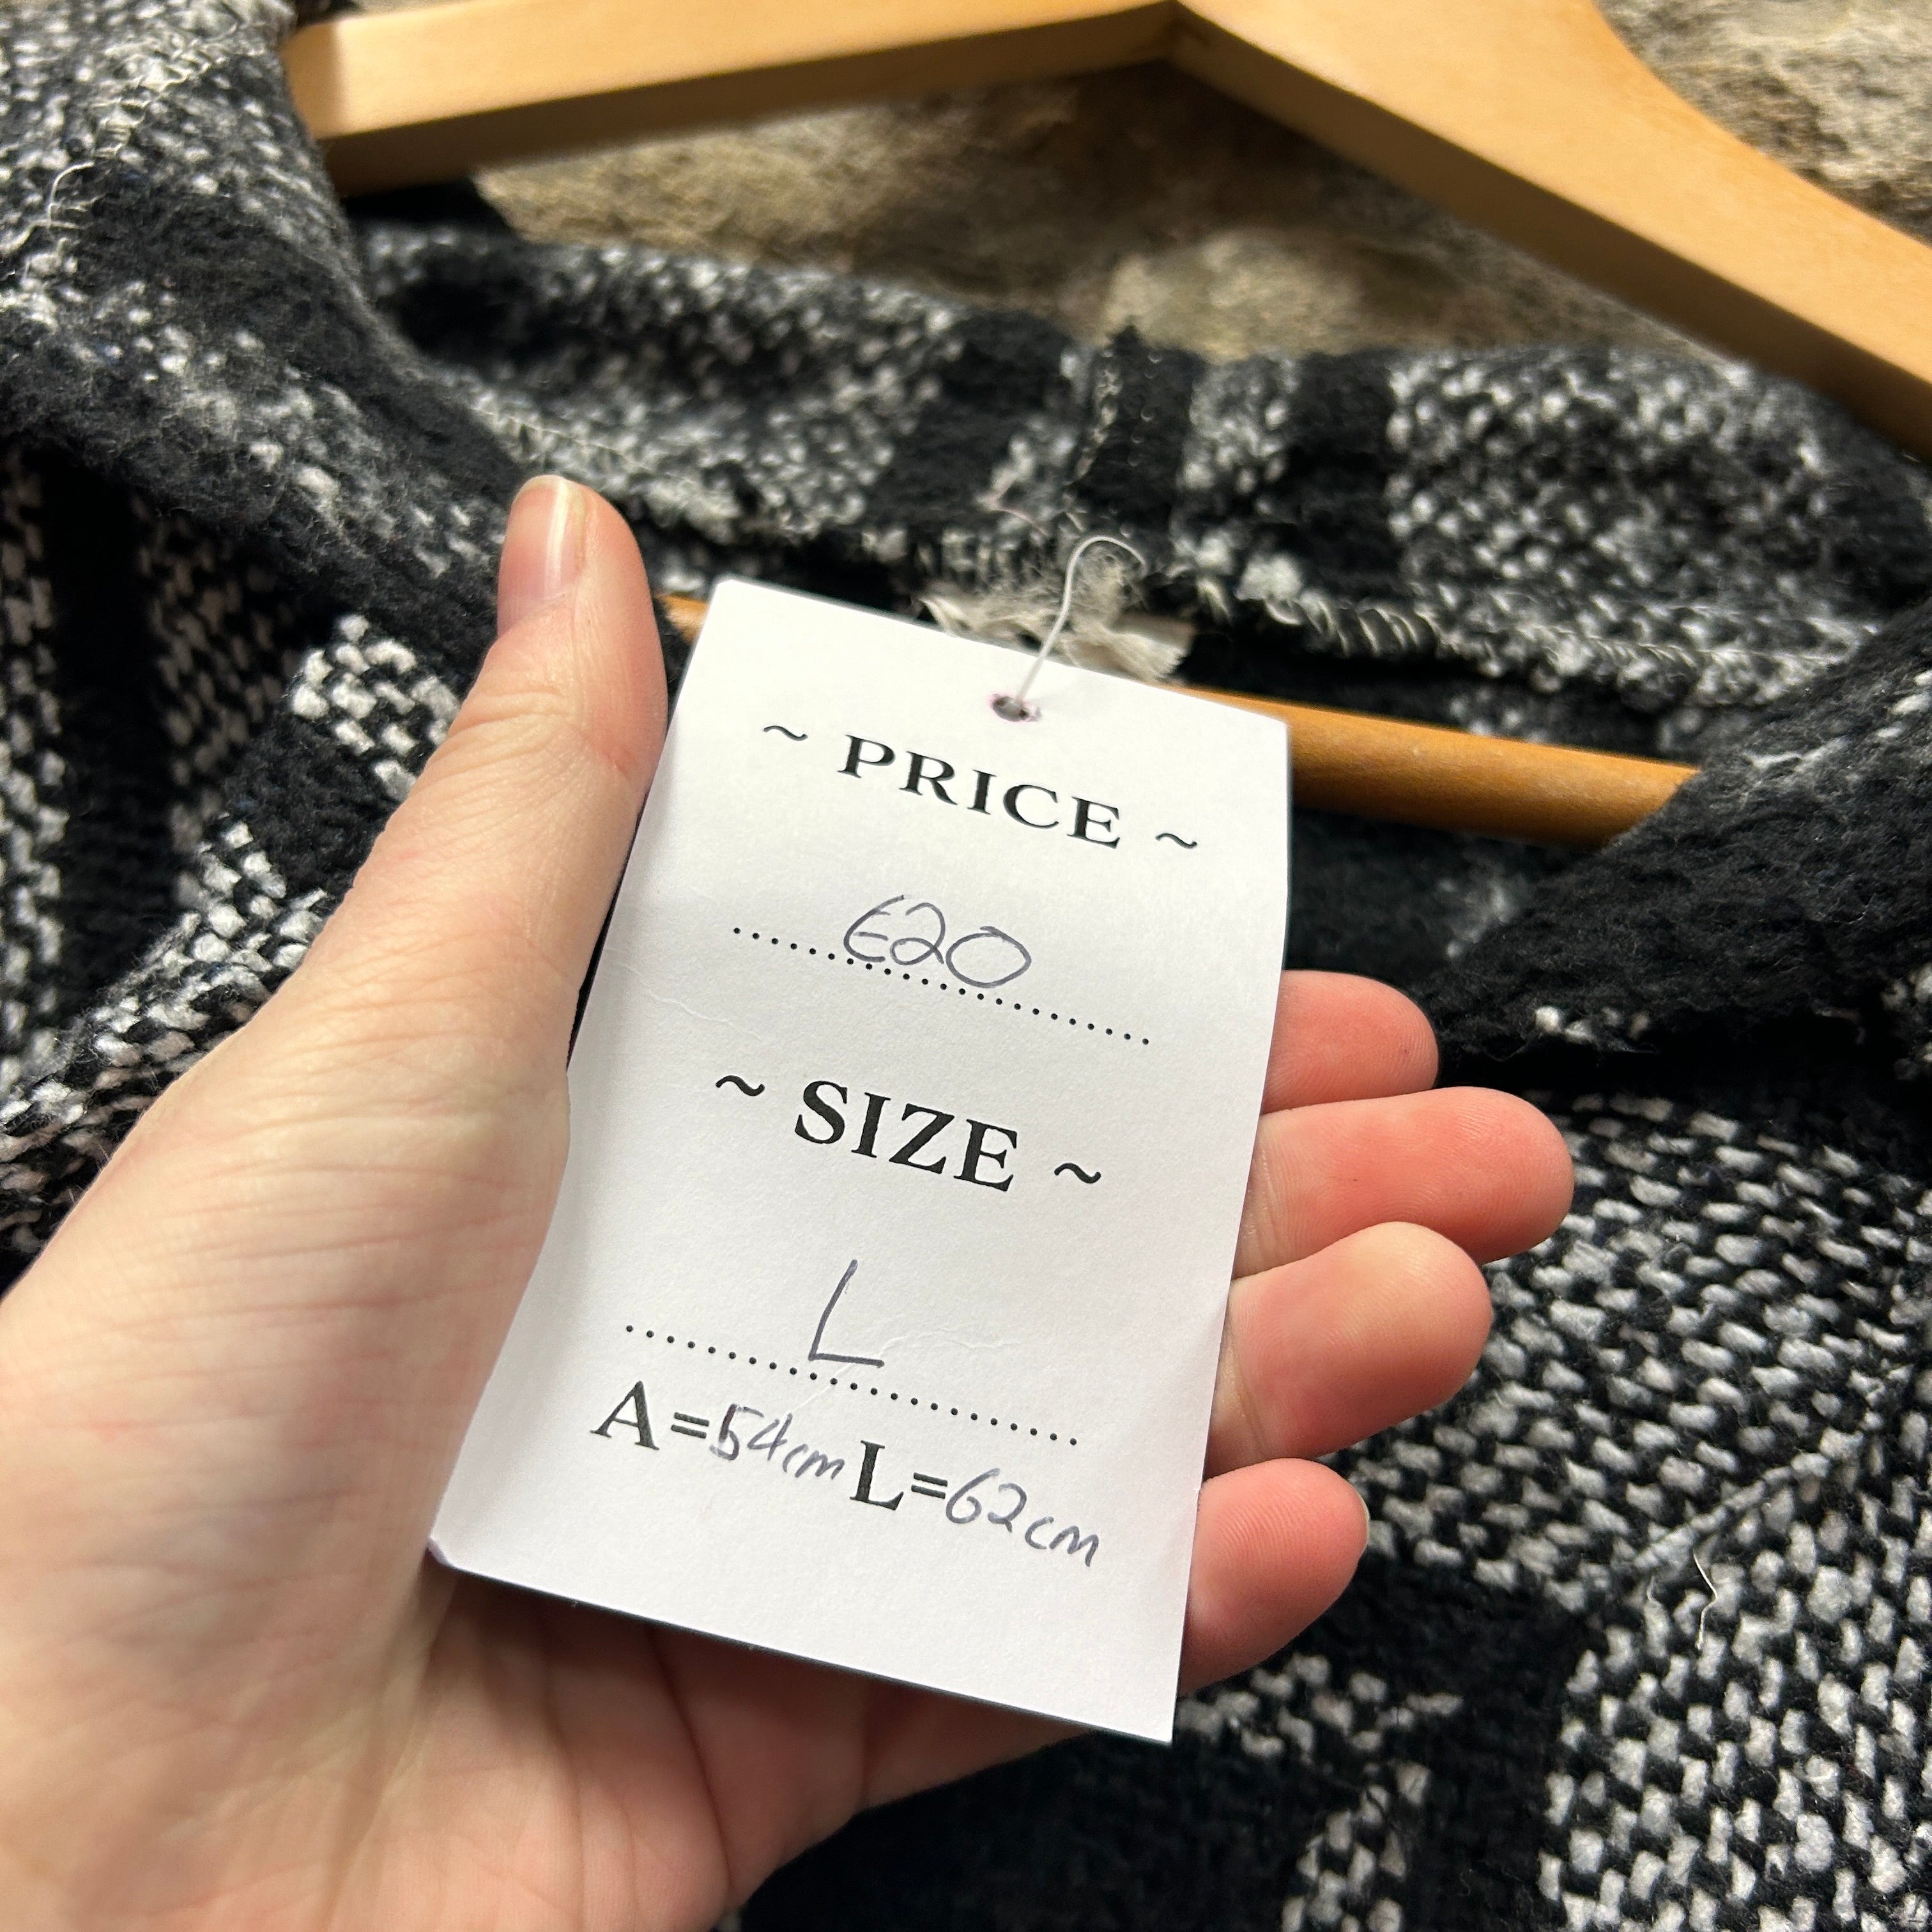 ~ PRICE ~
€20
~ SIZE ~
L
A=54cm L=62cm